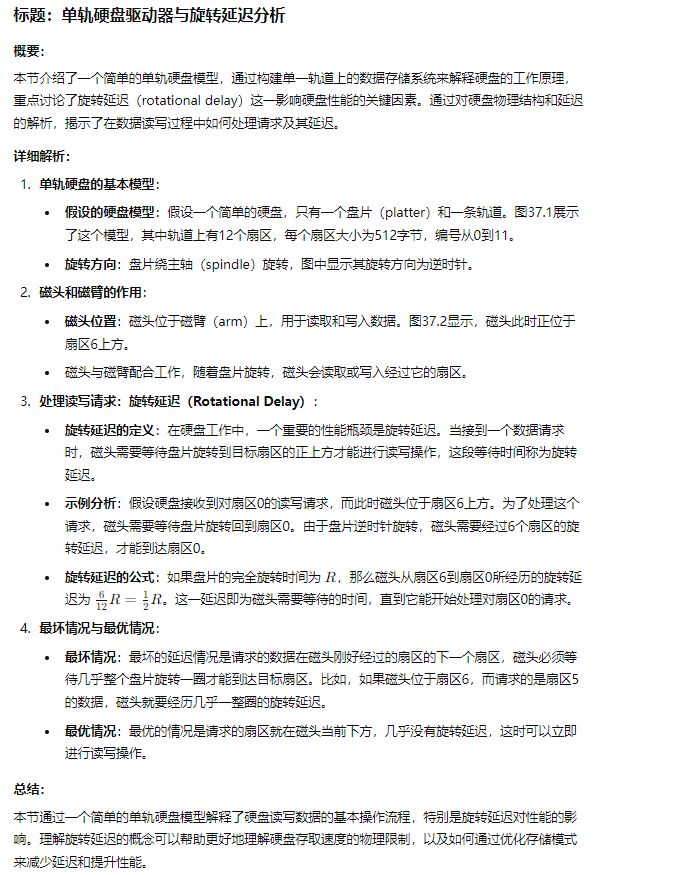 标题：单轨硬盘驱动器与旋转延迟分析
概要：
本节介绍了一个简单的单轨硬盘模型，通过构建单一轨道上的数据存储系统来解释硬盘的工作原理，
重点讨论了旋转延迟（rotational delay）这一影响硬盘性能的关键因素。通过对硬盘物理结构和延迟
的解析，揭示了在数据读写过程中如何处理请求及其延迟。
详细解析：
1. 单轨硬盘的基本模型：
• 假设的硬盘模型：假设一个简单的硬盘，只有一个盘片（platter）和一条轨道。图37.1展示
了这个模型，其中轨道上有12个扇区，每个扇区大小为512字节，编号从0到11。
• 旋转方向：盘片绕主轴（spindle）旋转，图中显示其旋转方向为逆时针。
2. 磁头和磁臂的作用：
• 磁头位置：磁头位于磁臂（arm）上，用于读取和写入数据。图37.2显示，磁头此时正位于
扇区6上方。
• 磁头与磁臂配合工作，随着盘片旋转，磁头会读取或写入经过它的扇区。
3. 处理读写请求：旋转延迟（Rotational Delay）：
• 旋转延迟的定义：在硬盘工作中，一个重要的性能瓶颈是旋转延迟。当接到一个数据请求
时，磁头需要等待盘片旋转到目标扇区的正上方才能进行读写操作，这段等待时间称为旋转
延迟。
• 示例分析：假设硬盘接收到对扇区0的读写请求，而此时磁头位于扇区6上方。为了处理这个
请求，磁头需要等待盘片旋转回到扇区0。由于盘片逆时针旋转，磁头需要经过6个扇区的旋
转延迟，才能到达扇区0。
• 旋转延迟的公式：如果盘片的完全旋转时间为 R，那么磁头从扇区6到扇区0所经历的旋转延
迟为 6/12 R = 1/2 R。这一延迟即为磁头需要等待的时间，直到它能开始处理对扇区0的请求。
4. 最坏情况与最优情况：
• 最坏情况：最坏的延迟情况是请求的数据在磁头刚好经过的扇区的下一个扇区，磁头必须等
待几乎整个盘片旋转一圈才能到达目标扇区。比如，如果磁头位于扇区6，而请求的是扇区5
的数据，磁头就要经历几乎一整圈的旋转延迟。
• 最优情况：最优的情况是请求的扇区就在磁头当前下方，几乎没有旋转延迟，这时可以立即
进行读写操作。
总结：
本节通过一个简单的单轨硬盘模型解释了硬盘读写数据的基本操作流程，特别是旋转延迟对性能的影
响。理解旋转延迟的概念可以帮助更好地理解硬盘存取速度的物理限制，以及如何通过优化存储模式
来减少延迟和提升性能。